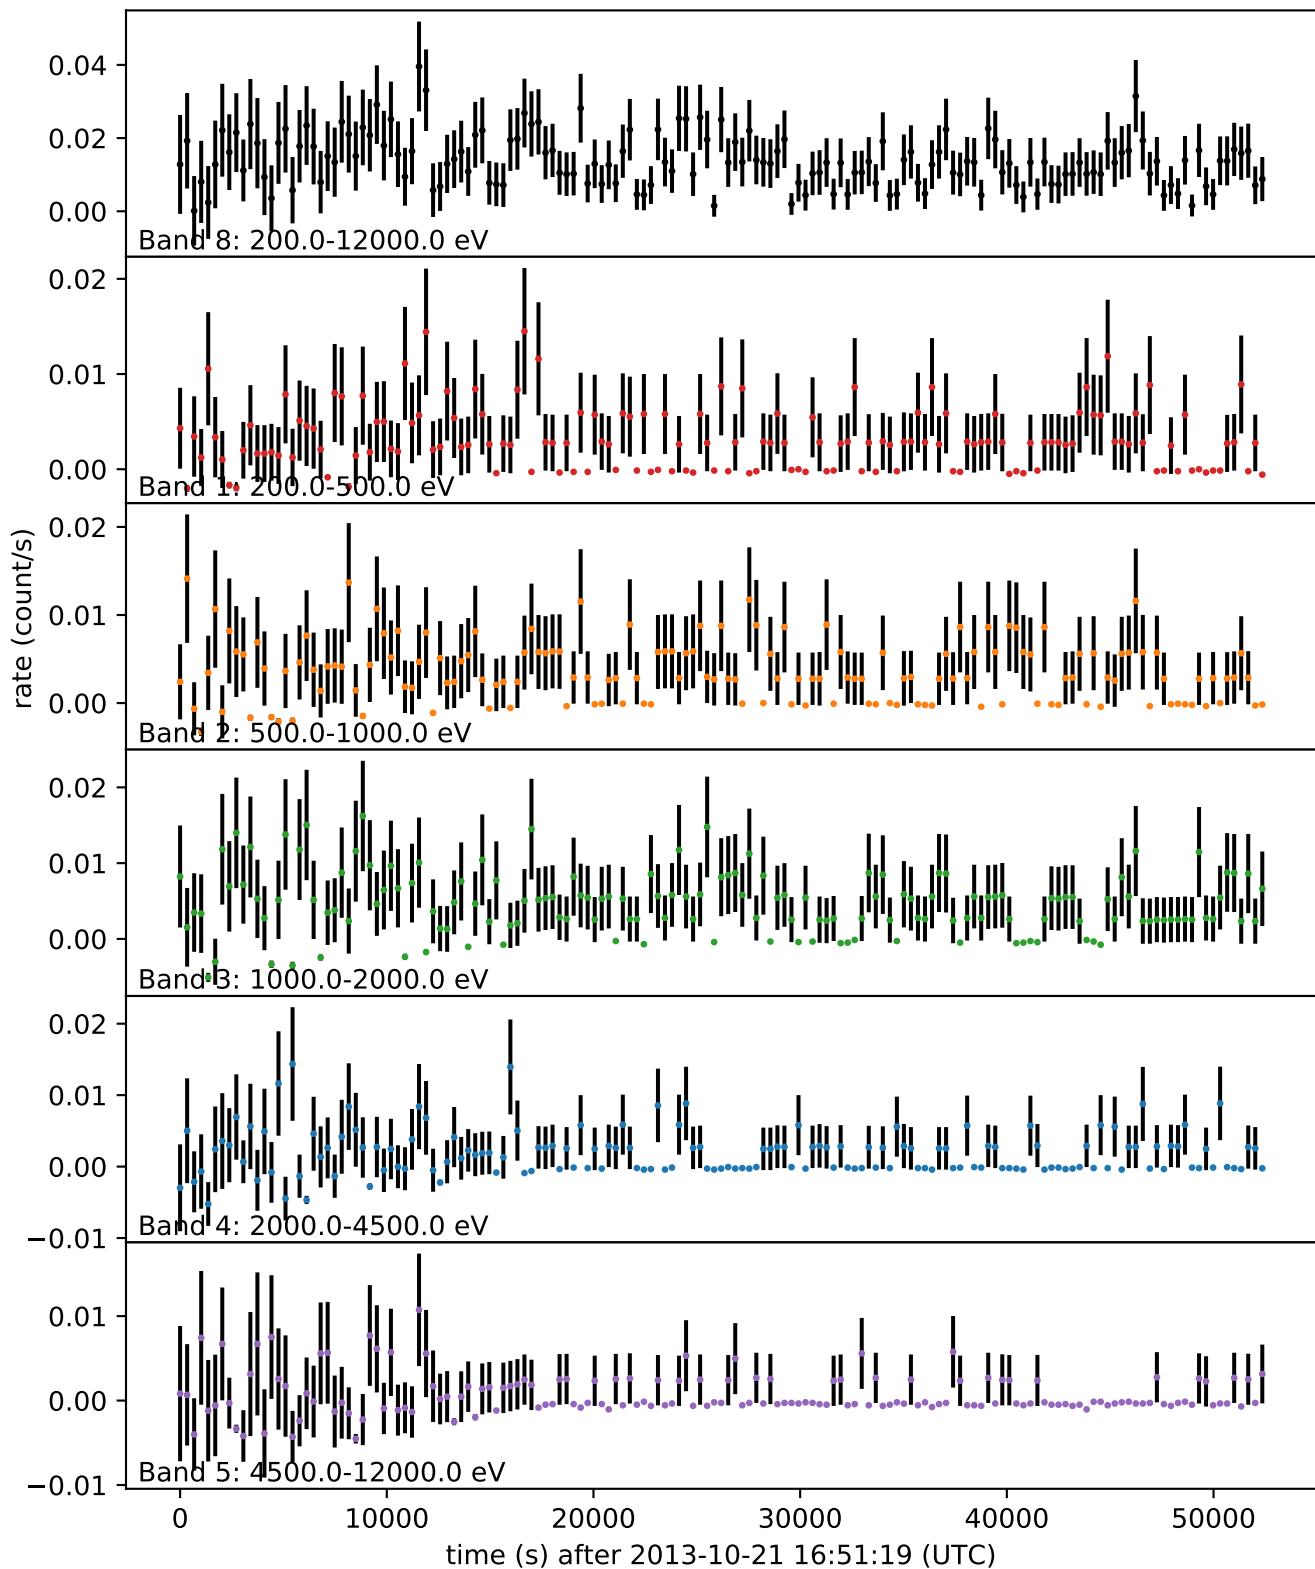 0.04
0.02
0.00
Band 8: 200.0-12000.0 eV
0.02
0.01
0.00
Band 1: 200.0-500.0 eV
0.02
0.01
0.00
Band 2: 500.0-1000.0 eV
rate (count/s)
0.02
0.01
0.00
Band 3: 1000.0-2000.0 eV
0.02
0.01
0.00
−0.01
Band 4: 2000.0-4500.0 eV
0.01
0.00
−0.01
Band 5: 4500.0-12000.0 eV
0 10000 20000 30000 40000 50000
time (s) after 2013-10-21 16:51:19 (UTC)